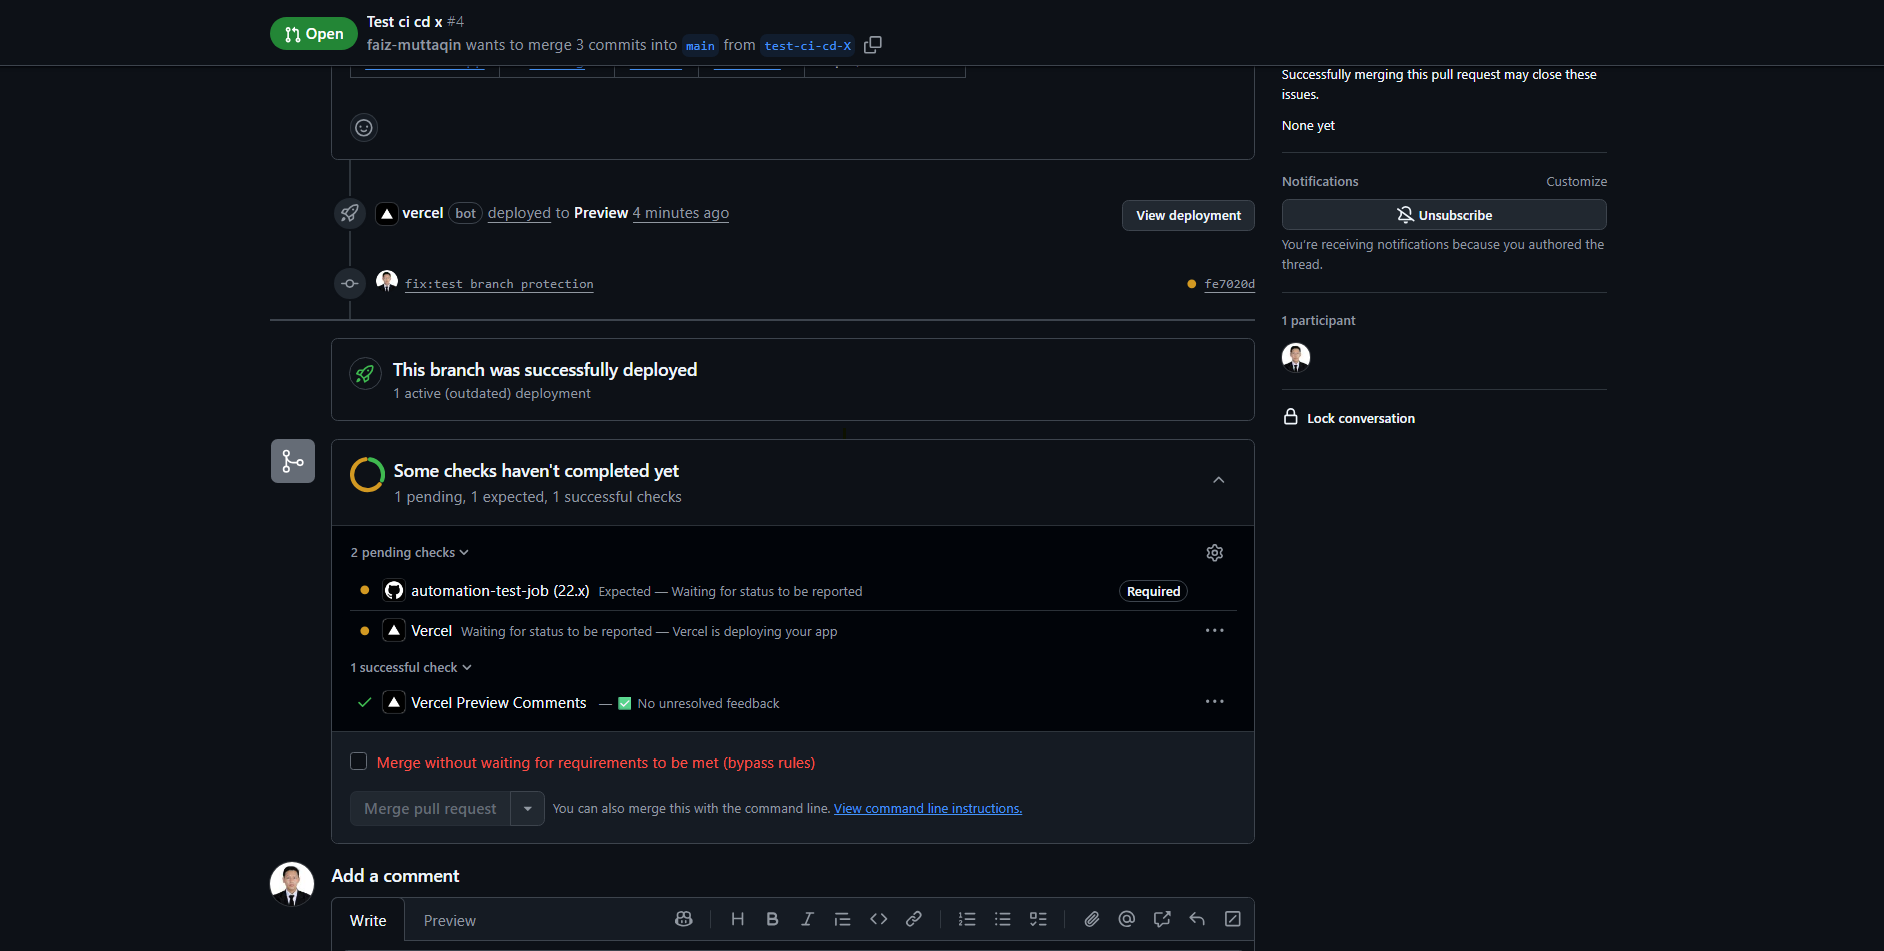 Open
Test ci cd x #4
faiz-muttaqin wants to merge 3 commits into main from test-ci-cd-X
Successfully merging this pull request may close these
issues.
None yet
Notifications
Customize
Unsubscribe
You're receiving notifications because you authored the
thread.
1 participant
Lock conversation
vercel bot deployed to Preview 4 minutes ago
View deployment
fix:test branch protection
fe7020d
This branch was successfully deployed
1 active (outdated) deployment
Some checks haven't completed yet
1 pending, 1 expected, 1 successful checks
2 pending checks
automation-test-job (22.x) Expected — Waiting for status to be reported
Required
Vercel Waiting for status to be reported — Vercel is deploying your app
1 successful check
Vercel Preview Comments — ✅ No unresolved feedback
Merge without waiting for requirements to be met (bypass rules)
Merge pull request
You can also merge this with the command line. View command line instructions.
Add a comment
Write
Preview